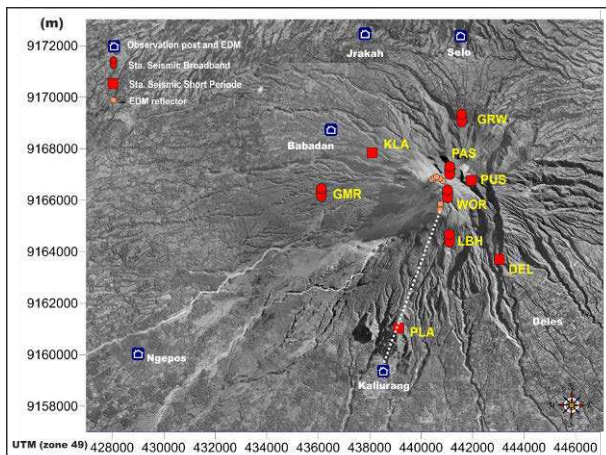 (m)
9172000
9170000
9168000
9166000
9164000
9162000
9160000
9158000
Observation post and EDM
Sta. Seismic Broadband
Sta. Seismic Short Periode
EDM reflector
Jrakah
Selo
GRW
Babadan
KLA
PAS
PUS
GMR
WOR
LBH
DEL
Deles
PLA
Ngepos
Kaliurang
UTM (zone 49)
428000 430000 432000 434000 436000 438000 440000 442000 444000 446000